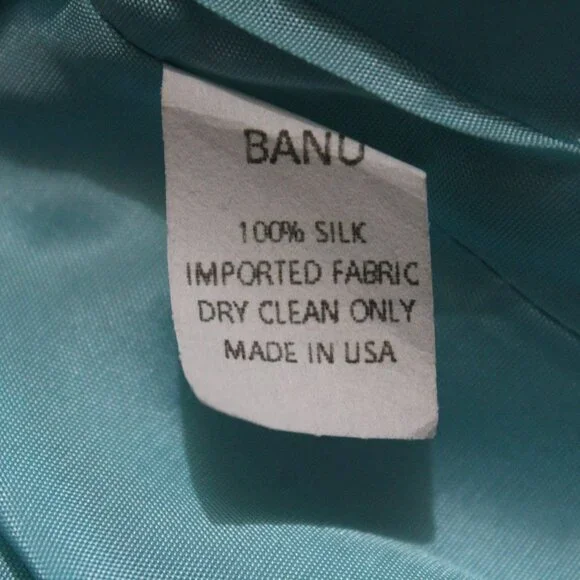 BANU
100% SILK
IMPORTED FABRIC
DRY CLEAN ONLY
MADE IN USA